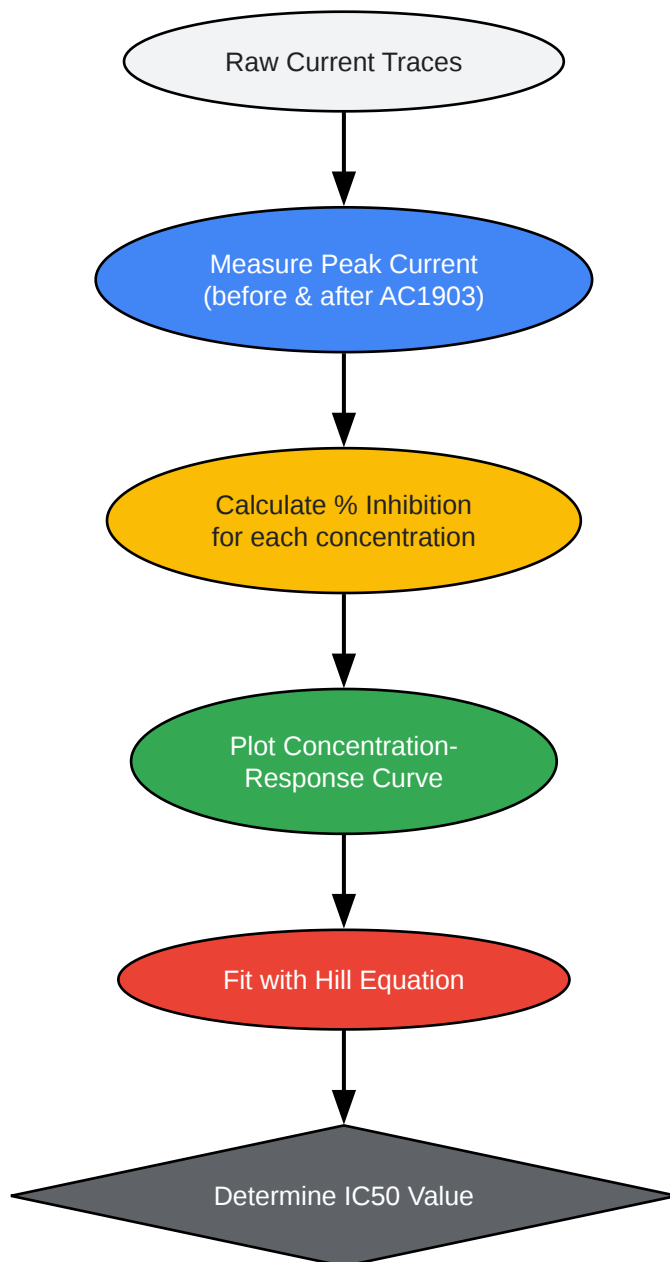 Raw Current Traces
Measure Peak Current
(before & after AC1903)
Calculate % Inhibition
for each concentration
Plot Concentration-
Response Curve
Fit with Hill Equation
Determine IC50 Value